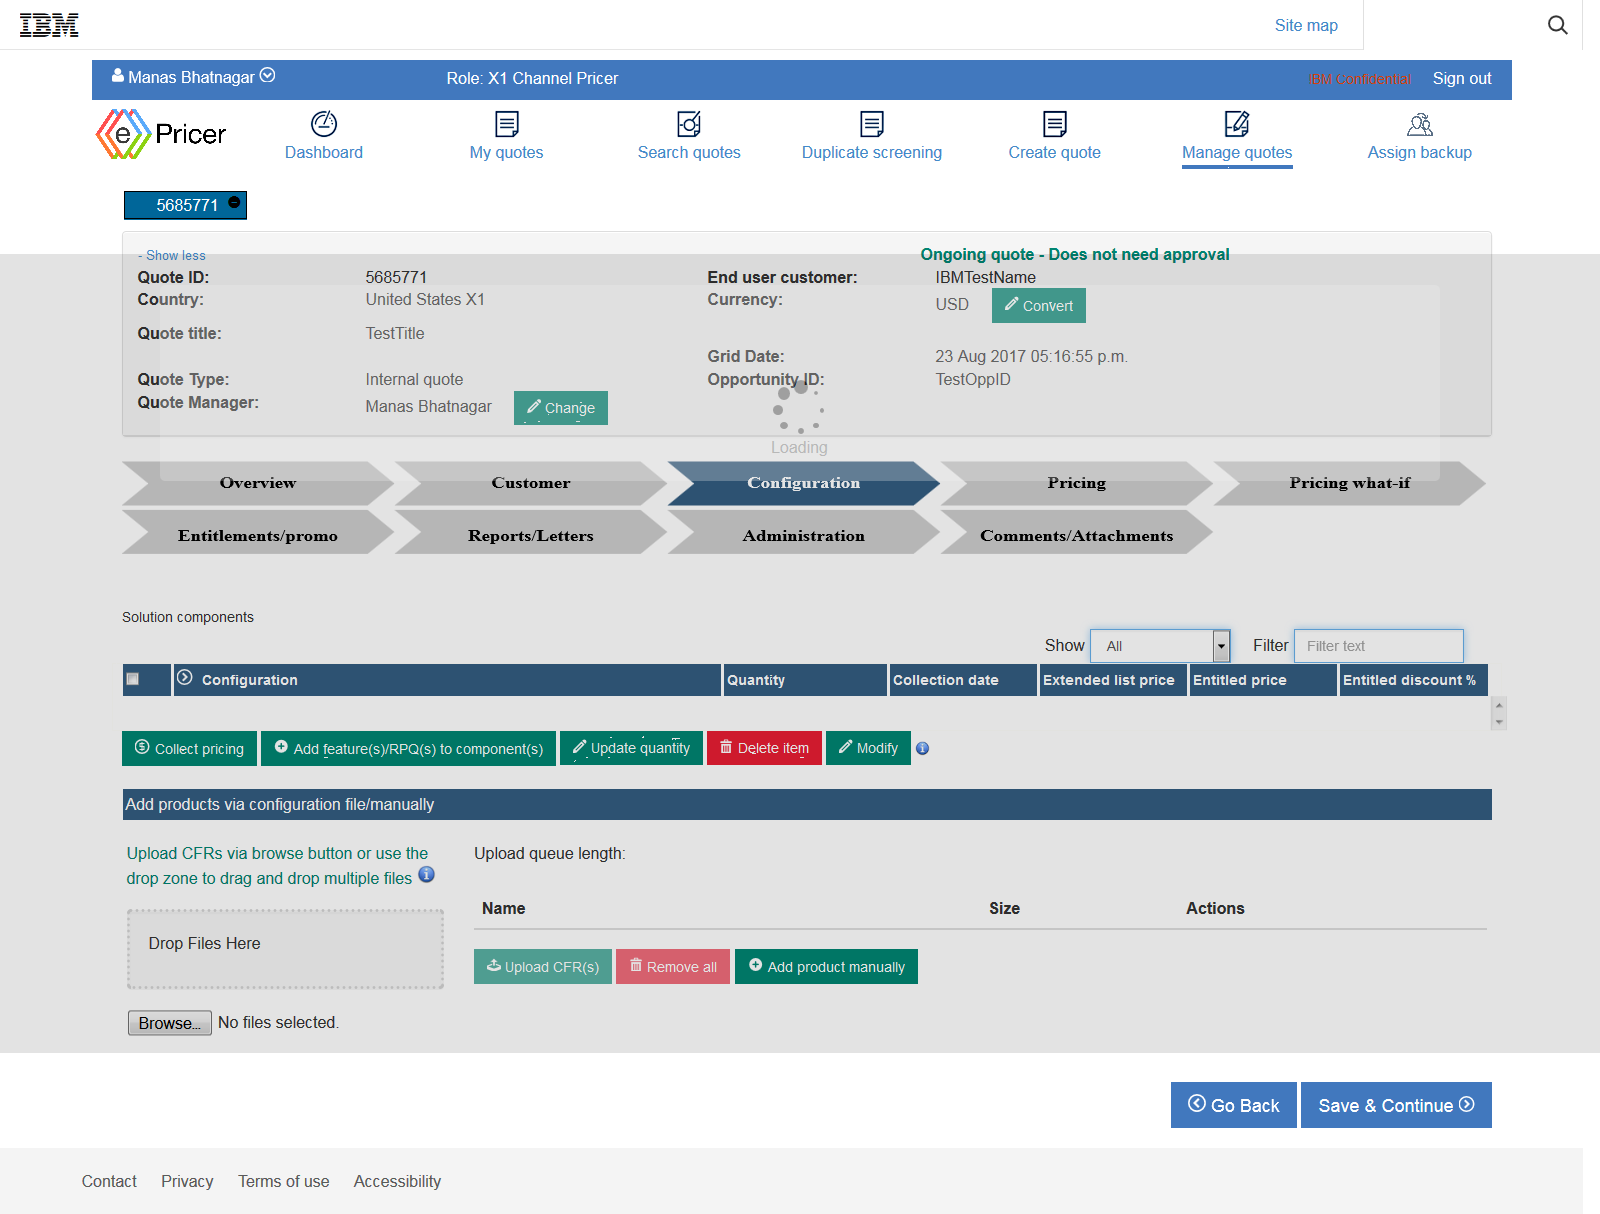 IBM
Site map
Manas Bhatnagar
Role: X1 Channel Pricer
IBM Confidential
Sign out
e Pricer
Dashboard
My quotes
Search quotes
Duplicate screening
Create quote
Manage quotes
Assign backup
5685771
- Show less
Ongoing quote - Does not need approval
Quote ID: 5685771 End user customer: IBMTestName
Country: United States X1 Currency: USD Convert
Quote title: TestTitle
Grid Date: 23 Aug 2017 05:16:55 p.m.
Quote Type: Internal quote Opportunity ID: TestOppID
Quote Manager: Manas Bhatnagar Change
Loading
Overview Customer Configuration Pricing Pricing what-if
Entitlements/promo Reports/Letters Administration Comments/Attachments
Solution components
Show All Filter Filter text
Configuration Quantity Collection date Extended list price Entitled price Entitled discount %
Collect pricing Add feature(s)/RPQ(s) to component(s) Update quantity Delete item Modify
Add products via configuration file/manually
Upload CFRs via browse button or use the
drop zone to drag and drop multiple files
Upload queue length:
Name Size Actions
Drop Files Here
Upload CFR(s) Remove all Add product manually
Browse... No files selected.
Go Back Save & Continue
Contact Privacy Terms of use Accessibility